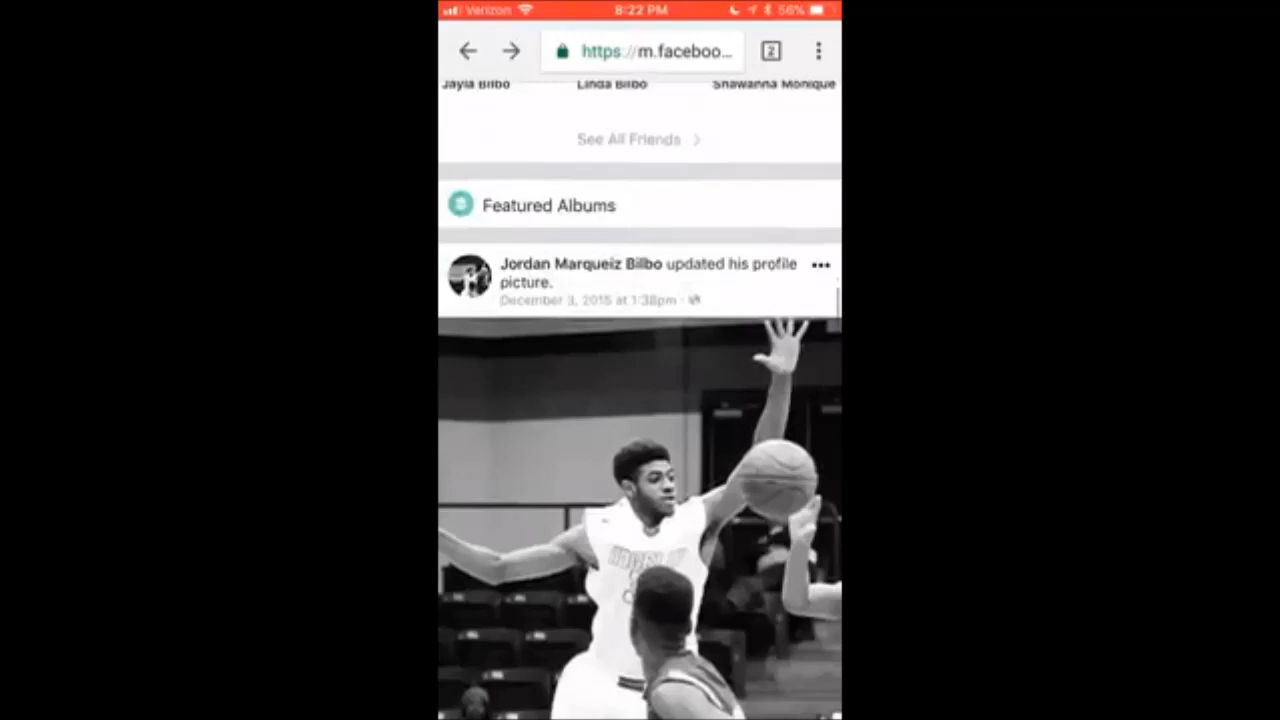 Verizon 8:22 PM 56%
https://m.faceboo... 2
Jayla Bilbo Linda Bilbo Shawanna Monique
See All Friends
Featured Albums
Jordan Marqueiz Bilbo updated his profile
picture.
December 3, 2015 at 1:38pm